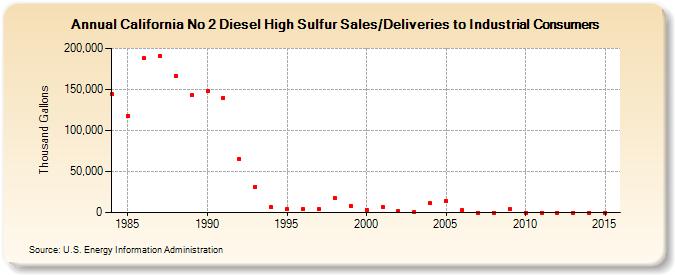 Annual California No 2 Diesel High Sulfur Sales/Deliveries to Industrial Consumers
Thousand Gallons
200,000
150,000
100,000
50,000
0
1985 1990 1995 2000 2005 2010 2015
Source: U.S. Energy Information Administration